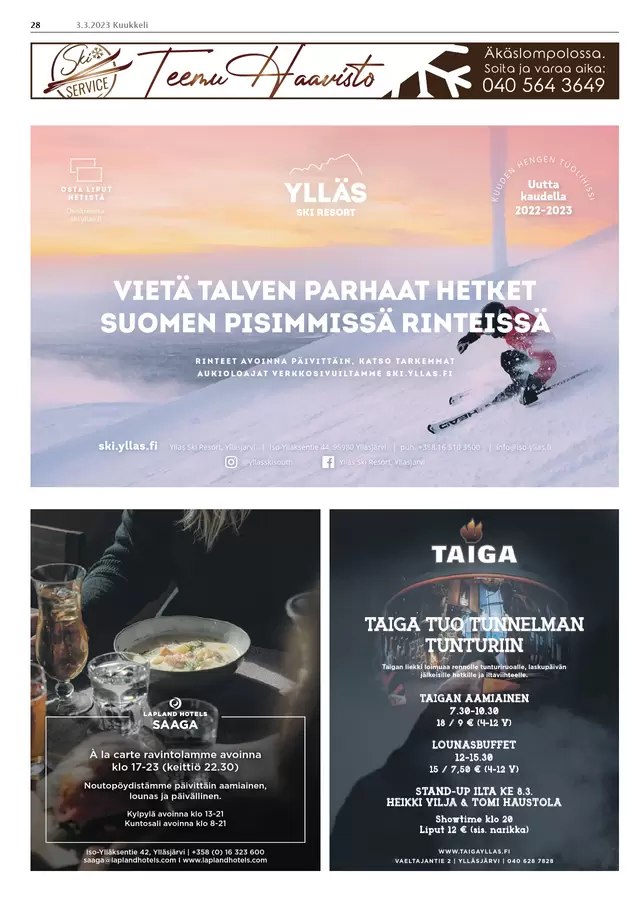 28
3.3.2023 Kuukkeli
Ski
SERVICE
Teemu Haavisto
Äkäslompolossa.
Soita ja varaa aika:
040 564 3649
OSTA LIPUT
NETISTÄ
ski.yllas.fi
YLLÄS
SKI RESORT
KUUDEN HENGEN TUOLIHISSI
Uutta
kaudella
2022-2023
VIETÄ TALVEN PARHAAT HETKET
SUOMEN PISIMMISSÄ RINTEISSÄ
RINTEET AVOINNA PÄIVITTÄIN, KATSO TARKEMMAT
AUKIOLOAJAT VERKKOSIVUILTAMME SKI.YLLAS.FI
ski.yllas.fi Ylläs Ski Resort, Ylläsjärvi | Iso-Ylläksentie 44, 95980 Ylläsjärvi | puh. +358 16 510 3500 | info@iso-yllas.fi
@yllasskisouth Ylläs Ski Resort, Ylläsjärvi
LAPLAND HOTELS
SAAGA
À la carte ravintolamme avoinna
klo 17-23 (keittiö 22.30)
Noutopöydistämme päivittäin aamiainen,
lounas ja päivällinen.
Kylpylä avoinna klo 13-21
Kuntosali avoinna klo 8-21
Iso-Ylläksentie 42, Ylläsjärvi | +358 (0) 16 323 600
saaga@laplandhotels.com I www.laplandhotels.com
TAIGA
TAIGA TUO TUNNELMAN
TUNTURIIN
Taigan liekki loimuaa rennolle tunturiruoalle, laskupäivän
jälkeisille hetkille ja iltaviihteelle.
TAIGAN AAMIAINEN
7.30-10.30
18 / 9 € (4-12 V)
LOUNASBUFFET
12-15.30
15 / 7,50 € (4-12 V)
STAND-UP ILTA KE 8.3.
HEIKKI VILJA & TOMI HAUSTOLA
Showtime klo 20
Liput 12 € (sis. narikka)
WWW.TAIGAYLLAS.FI
VAELTAJANTIE 2 | YLLÄSJÄRVI | 040 628 7828